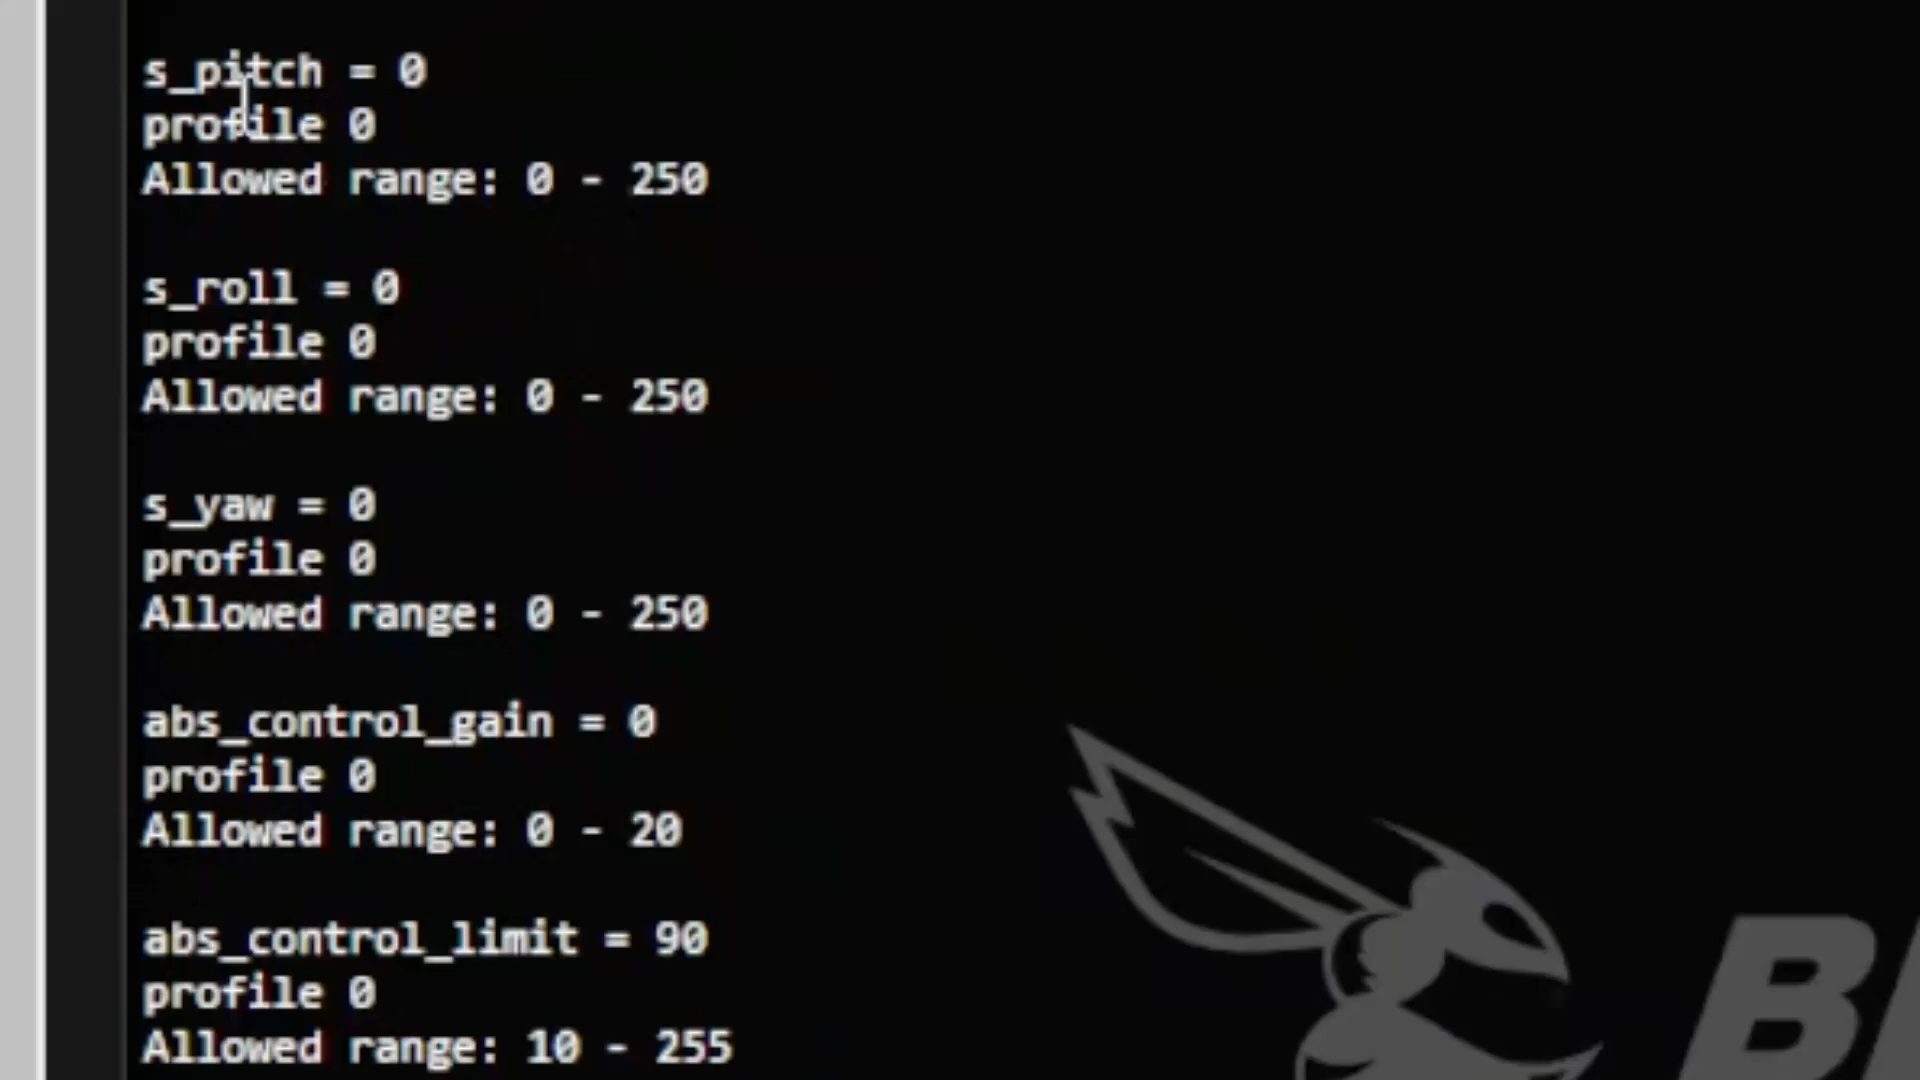 s_pitch = 0
profile 0
Allowed range: 0 - 250
s_roll = 0
profile 0
Allowed range: 0 - 250
s_yaw = 0
profile 0
Allowed range: 0 - 250
abs_control_gain = 0
profile 0
Allowed range: 0 - 20
abs_control_limit = 90
profile 0
Allowed range: 10 - 255